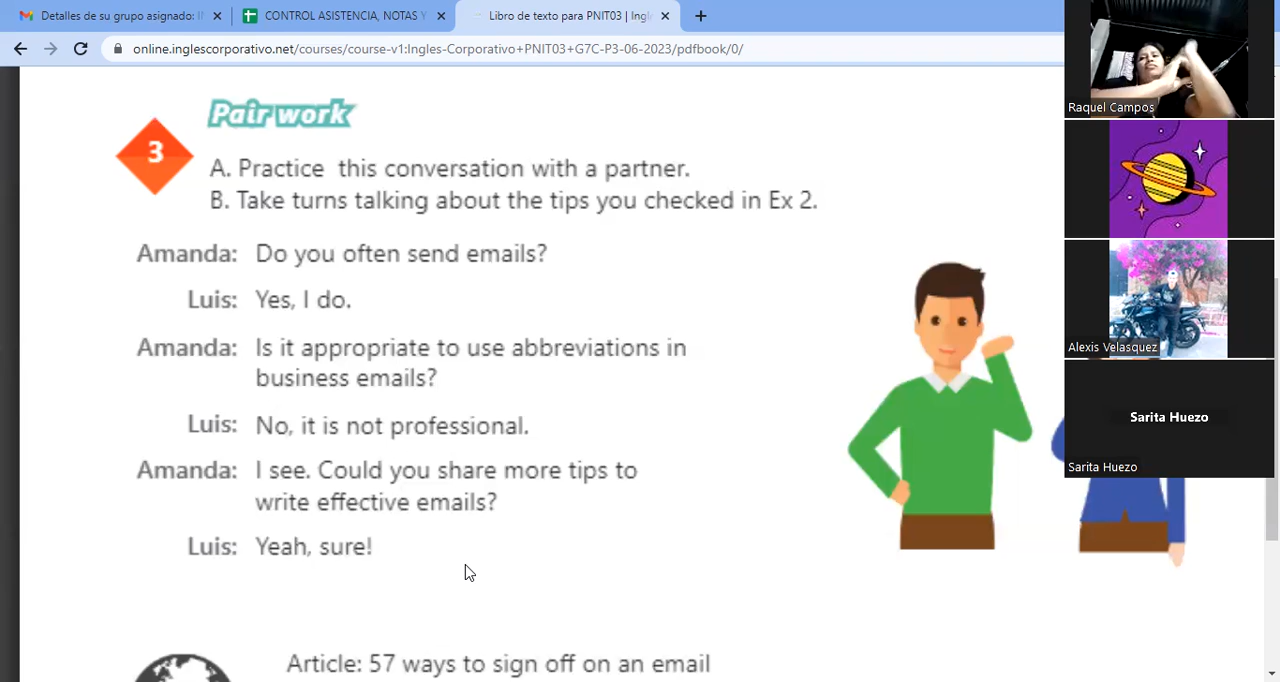 Detalles de su grupo asignado: I
CONTROL ASISTENCIA, NOTAS Y
Libro de texto para PNIT03 | Ingl
online.inglescorporativo.net/courses/course-v1:Ingles-Corporativo+PNIT03+G7C-P3-06-2023/pdfbook/0/
Pair work
3
A. Practice this conversation with a partner.
B. Take turns talking about the tips you checked in Ex 2.
Amanda: Do you often send emails?
Luis: Yes, I do.
Amanda: Is it appropriate to use abbreviations in
business emails?
Luis: No, it is not professional.
Amanda: I see. Could you share more tips to
write effective emails?
Luis: Yeah, sure!
Article: 57 ways to sign off on an email
Raquel Campos
Alexis Velasquez
Sarita Huezo
Sarita Huezo